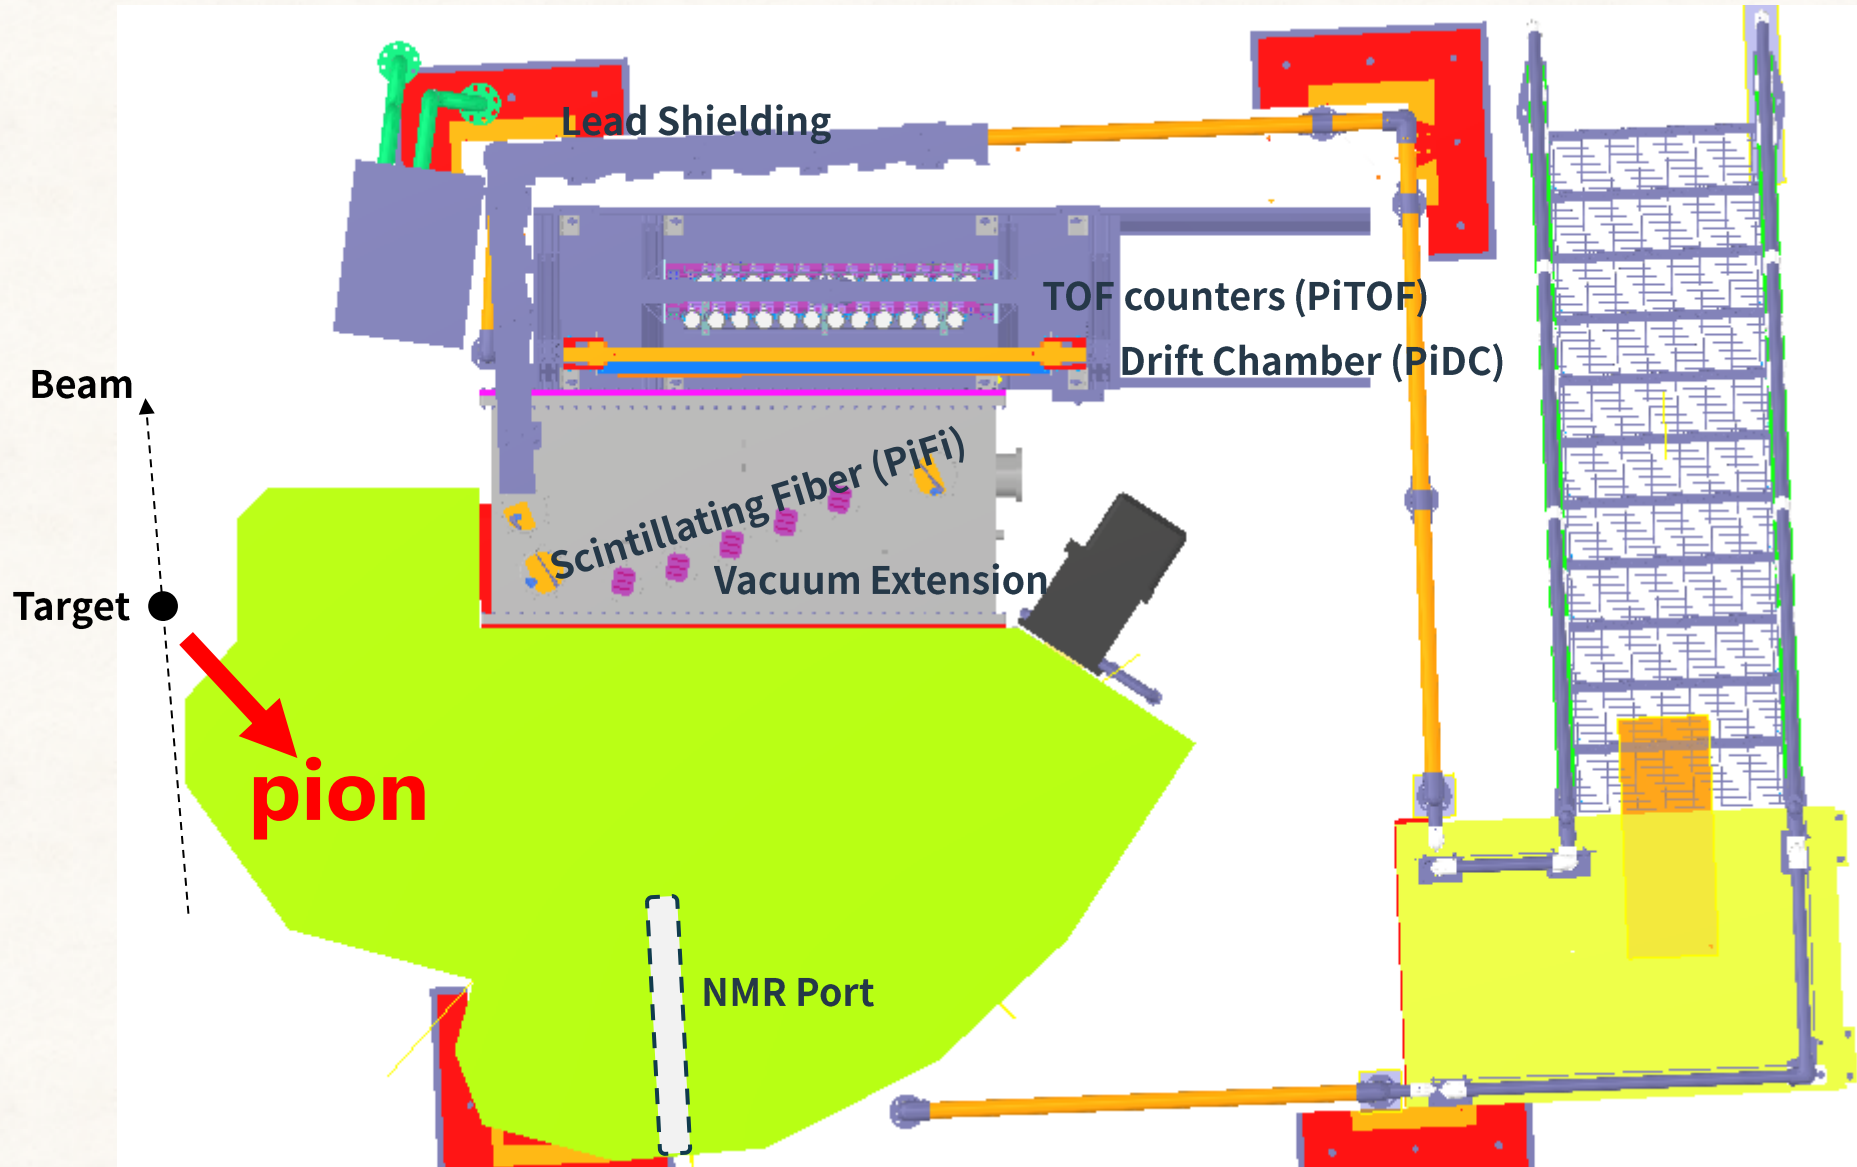 Lead Shielding
TOF counters (PiTOF)
Drift Chamber (PiDC)
Beam
Scintillating Fiber (PiFi)
Vacuum Extension
Target
pion
NMR Port